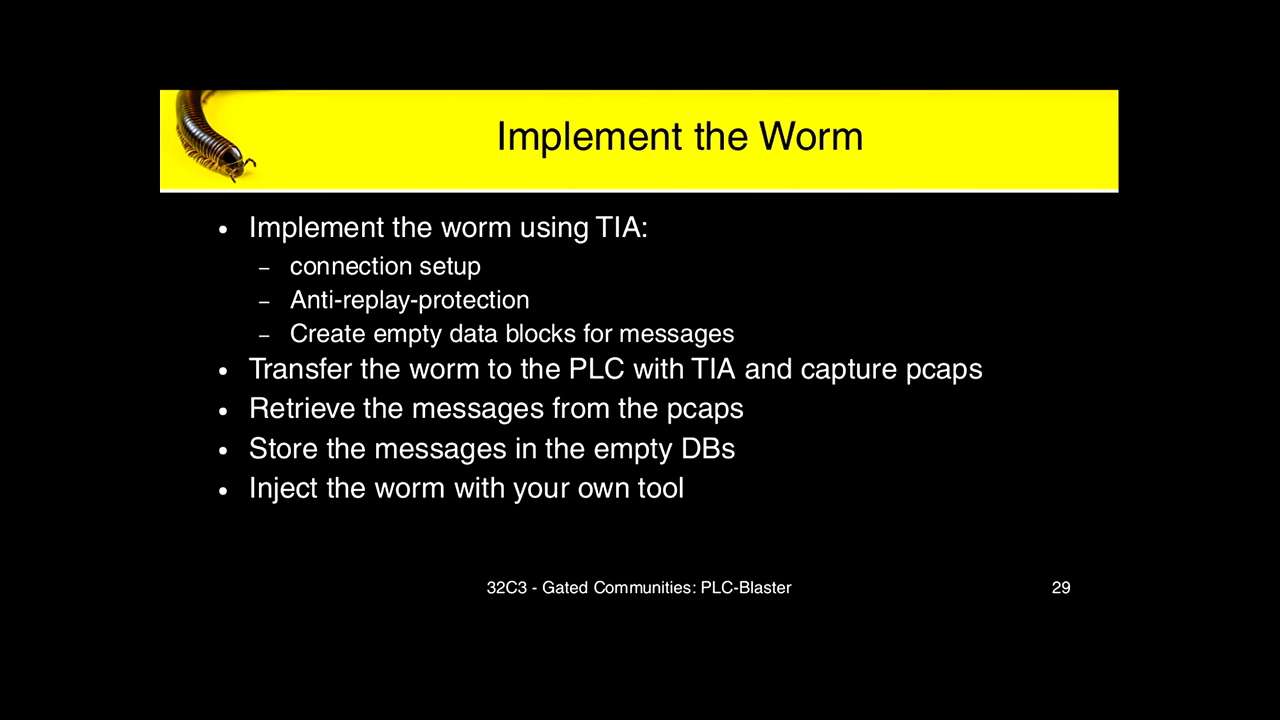 Implement the Worm
• Implement the worm using TIA:
– connection setup
– Anti-replay-protection
– Create empty data blocks for messages
• Transfer the worm to the PLC with TIA and capture pcaps
• Retrieve the messages from the pcaps
• Store the messages in the empty DBs
• Inject the worm with your own tool
32C3 - Gated Communities: PLC-Blaster
29